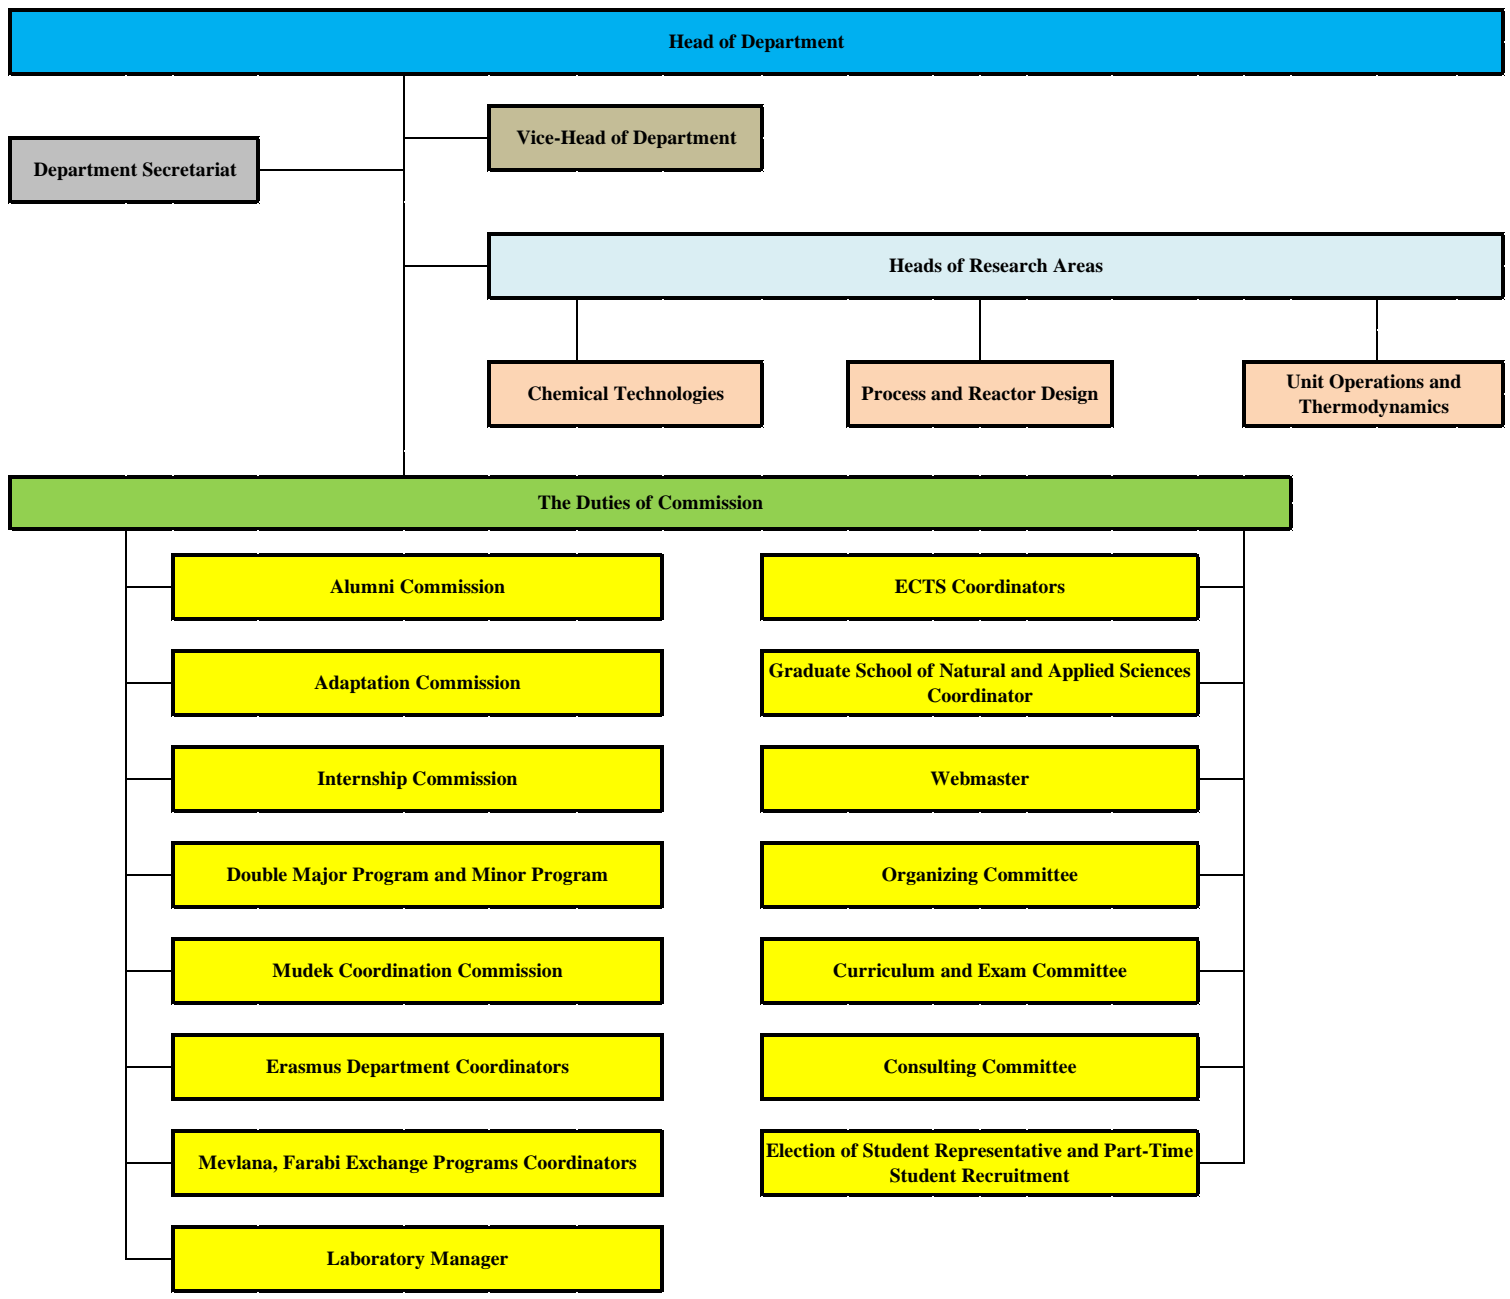 Head of Department
Vice-Head of Department
Department Secretariat
Heads of Research Areas
Chemical Technologies
Process and Reactor Design
Unit Operations and
Thermodynamics
The Duties of Commission
Alumni Commission
ECTS Coordinators
Adaptation Commission
Graduate School of Natural and Applied Sciences
Coordinator
Internship Commission
Webmaster
Double Major Program and Minor Program
Organizing Committee
Mudek Coordination Commission
Curriculum and Exam Committee
Erasmus Department Coordinators
Consulting Committee
Mevlana, Farabi Exchange Programs Coordinators
Election of Student Representative and Part-Time
Student Recruitment
Laboratory Manager